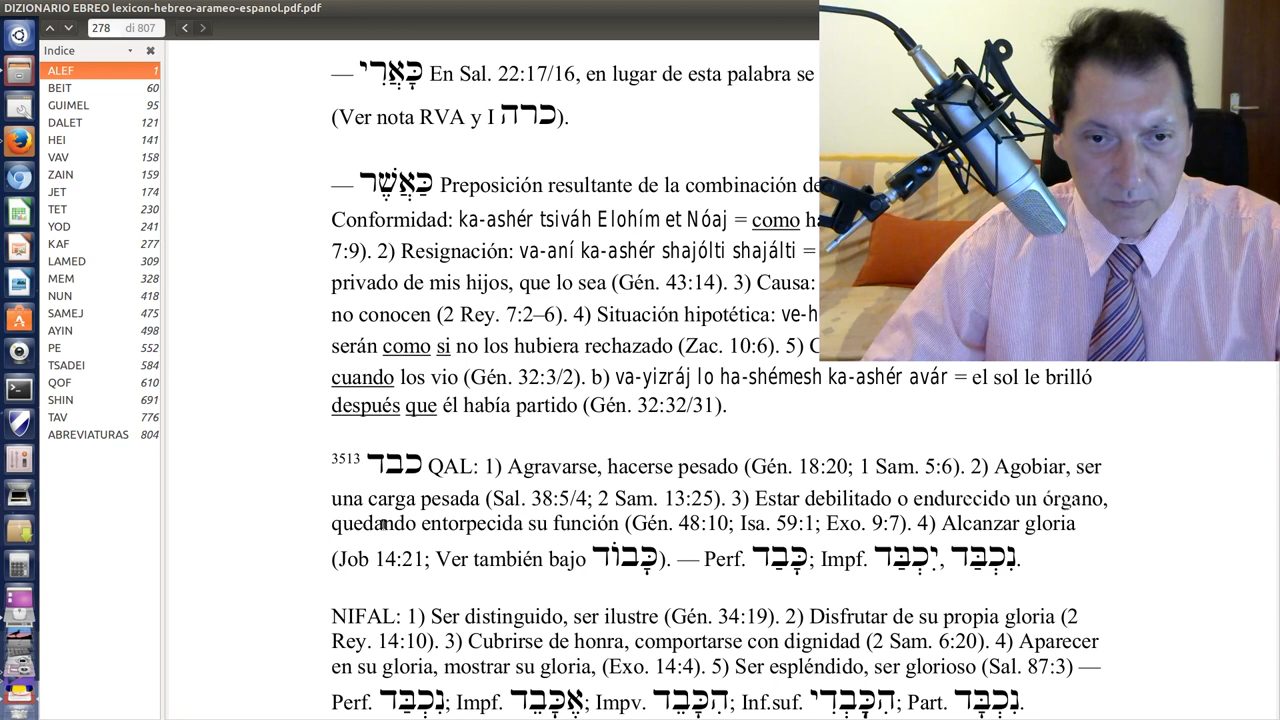 DIZIONARIO EBREO lexicon-hebreo-arameo-espanol.pdf.pdf
278 di 807
Indice
ALEF 1
BEIT 60
GUIMEL 95
DALET 121
HEI 141
VAV 158
ZAIN 159
JET 174
TET 230
YOD 241
KAF 277
LAMED 309
MEM 328
NUN 418
SAMEJ 475
AYIN 498
PE 552
TSADEI 584
QOF 610
SHIN 691
TAV 776
ABREVIATURAS 804
— כָּאֲרִי En Sal. 22:17/16, en lugar de esta palabra se
(Ver nota RVA y I כרה).
— כַּאֲשֶׁר Preposición resultante de la combinación de
Conformidad: ka-ashér tsiváh Elohím et Nóaj = como
7:9). 2) Resignación: va-aní ka-ashér shajólti shajálti =
privado de mis hijos, que lo sea (Gén. 43:14). 3) Causa:
no conocen (2 Rey. 7:2–6). 4) Situación hipotética:
serán como si no los hubiera rechazado (Zac. 10:6). 5)
cuando los vio (Gén. 32:3/2). b) va-yizráj lo ha-shémesh ka-ashér avár = el sol le brilló
después que él había partido (Gén. 32:32/31).
3513 כבד QAL: 1) Agravarse, hacerse pesado (Gén. 18:20; 1 Sam. 5:6). 2) Agobiar, ser
una carga pesada (Sal. 38:5/4; 2 Sam. 13:25). 3) Estar debilitado o endurecido un órgano,
quedando entorpecida su función (Gén. 48:10; Isa. 59:1; Exo. 9:7). 4) Alcanzar gloria
(Job 14:21; Ver también bajo כָּבוֹד). — Perf. כָּבַד; Impf. יִכְבַּד, נִכְבַּד.
NIFAL: 1) Ser distinguido, ser ilustre (Gén. 34:19). 2) Disfrutar de su propia gloria (2
Rey. 14:10). 3) Cubrirse de honra, comportarse con dignidad (2 Sam. 6:20). 4) Aparecer
en su gloria, mostrar su gloria, (Exo. 14:4). 5) Ser espléndido, ser glorioso (Sal. 87:3) —
Perf. נִכְבַּד; Impf. אֶכָּבֵד; Impv. הִכָּבֵד; Inf.suf. הִכָּבְדִי; Part. נִכְבָּד.